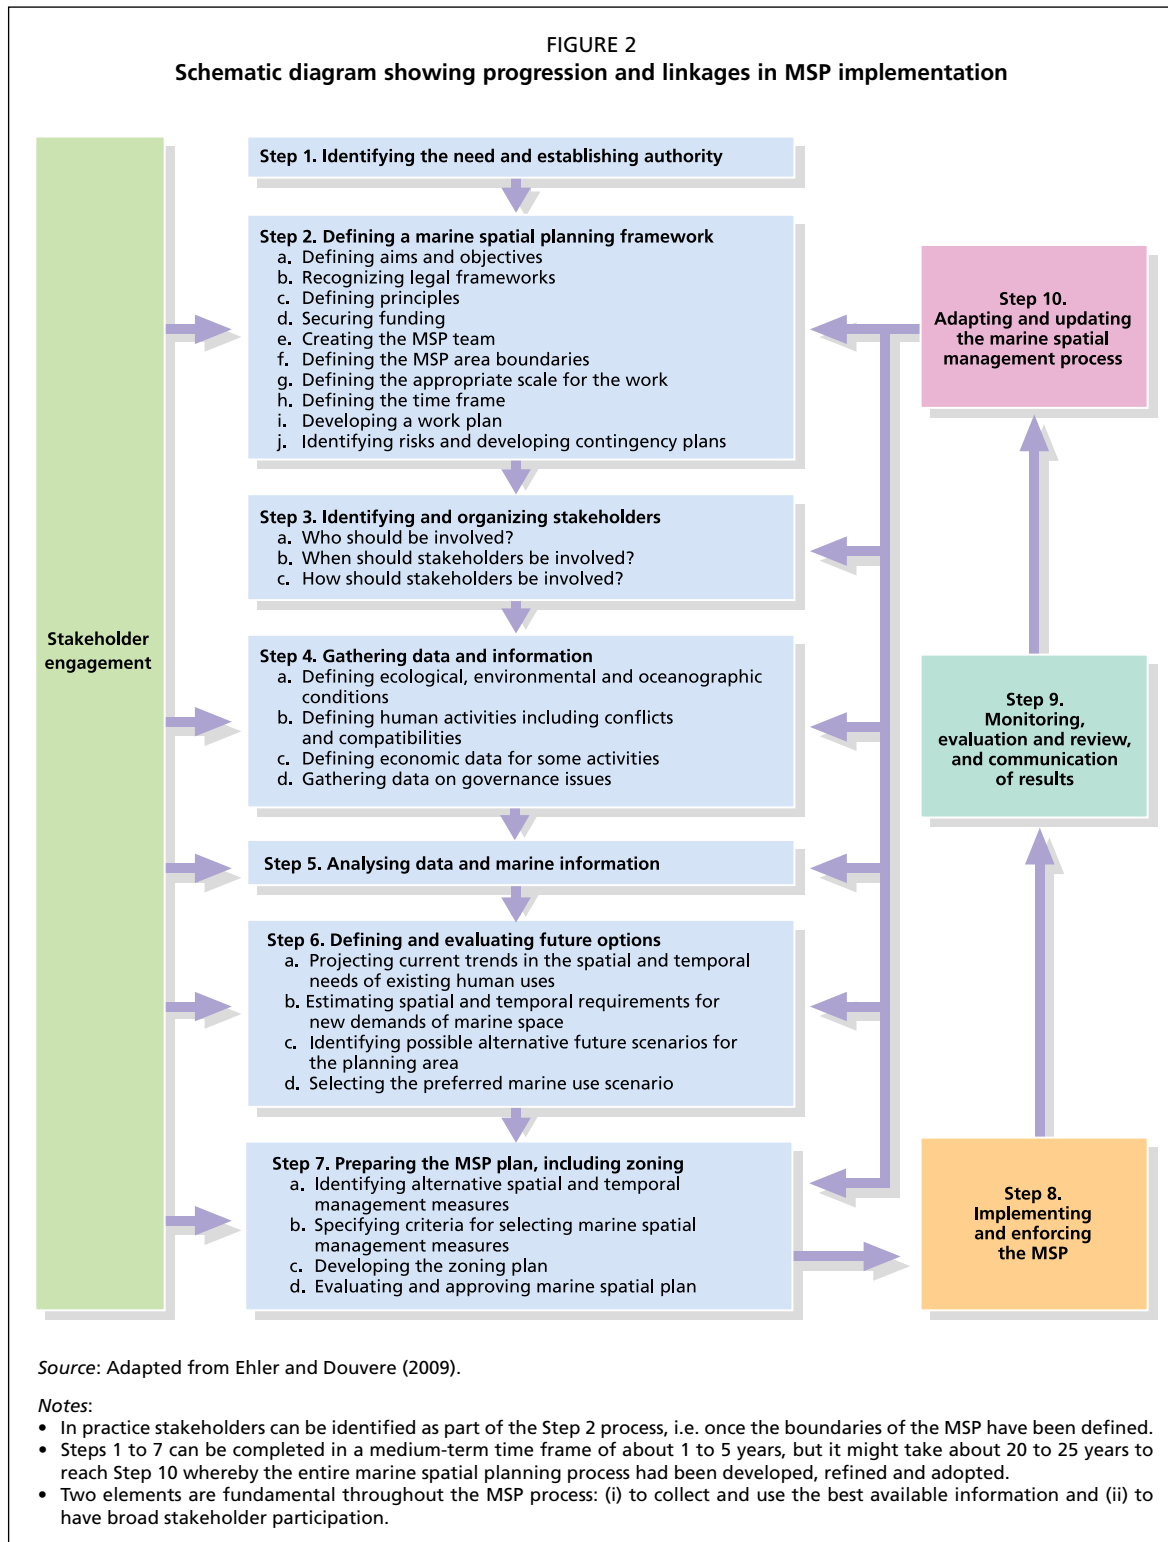 FIGURE 2
Schematic diagram showing progression and linkages in MSP implementation
Stakeholder
engagement
Step 1. Identifying the need and establishing authority
Step 2. Defining a marine spatial planning framework
a. Defining aims and objectives
b. Recognizing legal frameworks
c. Defining principles
d. Securing funding
e. Creating the MSP team
f. Defining the MSP area boundaries
g. Defining the appropriate scale for the work
h. Defining the time frame
i. Developing a work plan
j. Identifying risks and developing contingency plans
Step 3. Identifying and organizing stakeholders
a. Who should be involved?
b. When should stakeholders be involved?
c. How should stakeholders be involved?
Step 4. Gathering data and information
a. Defining ecological, environmental and oceanographic
conditions
b. Defining human activities including conflicts
and compatibilities
c. Defining economic data for some activities
d. Gathering data on governance issues
Step 5. Analysing data and marine information
Step 6. Defining and evaluating future options
a. Projecting current trends in the spatial and temporal
needs of existing human uses
b. Estimating spatial and temporal requirements for
new demands of marine space
c. Identifying possible alternative future scenarios for
the planning area
d. Selecting the preferred marine use scenario
Step 7. Preparing the MSP plan, including zoning
a. Identifying alternative spatial and temporal
management measures
b. Specifying criteria for selecting marine spatial
management measures
c. Developing the zoning plan
d. Evaluating and approving marine spatial plan
Step 10.
Adapting and updating
the marine spatial
management process
Step 9.
Monitoring,
evaluation and review,
and communication
of results
Step 8.
Implementing
and enforcing
the MSP
Source: Adapted from Ehler and Douvere (2009).
Notes:
• In practice stakeholders can be identified as part of the Step 2 process, i.e. once the boundaries of the MSP have been defined.
• Steps 1 to 7 can be completed in a medium-term time frame of about 1 to 5 years, but it might take about 20 to 25 years to
reach Step 10 whereby the entire marine spatial planning process had been developed, refined and adopted.
• Two elements are fundamental throughout the MSP process: (i) to collect and use the best available information and (ii) to
have broad stakeholder participation.